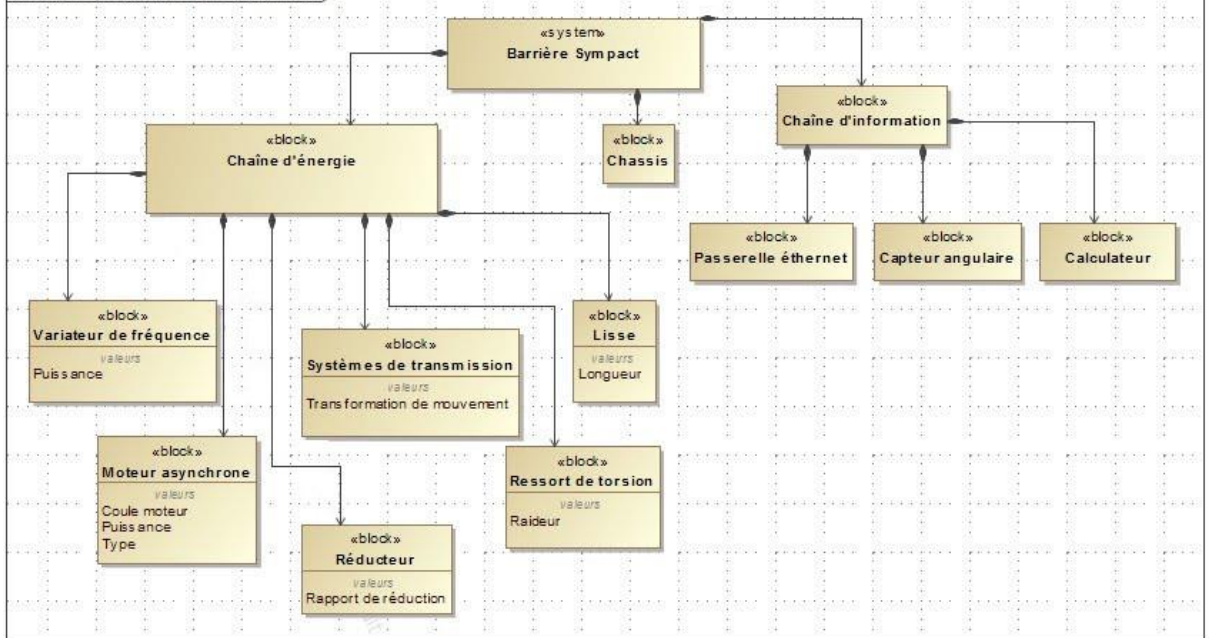 «system»
Barrière Sympact
«block»
Chaîne d'information
«block»
Chaîne d'énergie
«block»
Chassis
«block»
Passerelle éthernet
«block»
Capteur angulaire
«block»
Calculateur
«block»
Variateur de fréquence
valeurs
Puissance
«block»
Systèmes de transmission
valeurs
Transformation de mouvement
«block»
Lisse
valeurs
Longueur
«block»
Moteur asynchrone
valeurs
Coule moteur
Puissance
Type
«block»
Ressort de torsion
valeurs
Raideur
«block»
Réducteur
valeurs
Rapport de réduction